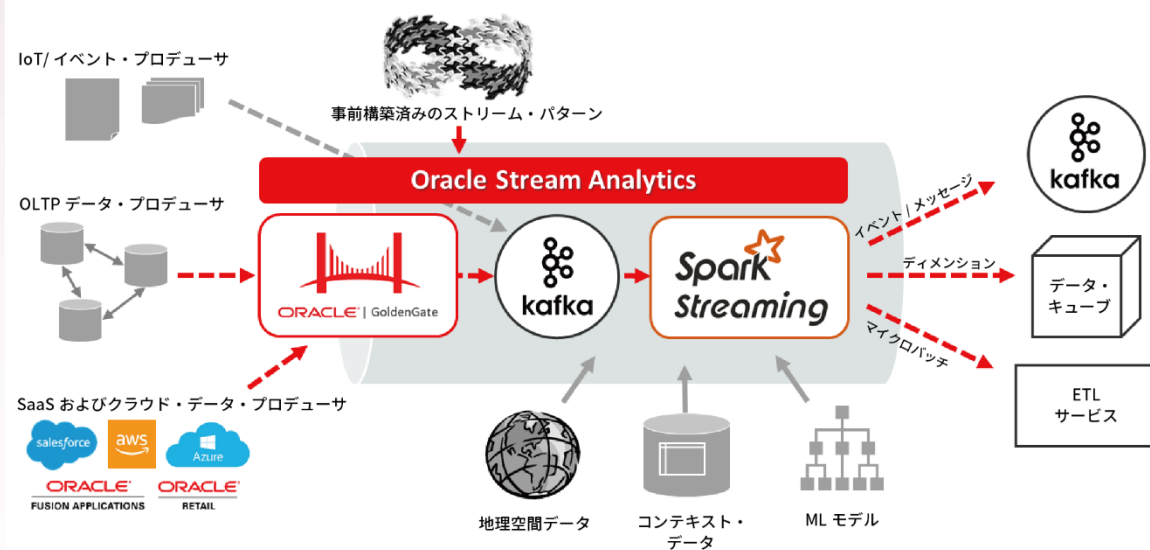 IoT/ イベント・プロデューサ
事前構築済みのストリーム・パターン
Oracle Stream Analytics
OLTP データ・プロデューサ
ORACLE | GoldenGate
kafka
Spark
Streaming
イベント / メッセージ
ディメンション
マイクロバッチ
kafka
データ・
キューブ
ETL
サービス
SaaS およびクラウド・データ・プロデューサ
salesforce
aws
Azure
ORACLE
FUSION APPLICATIONS
ORACLE
RETAIL
地理空間データ
コンテキスト・
データ
ML モデル